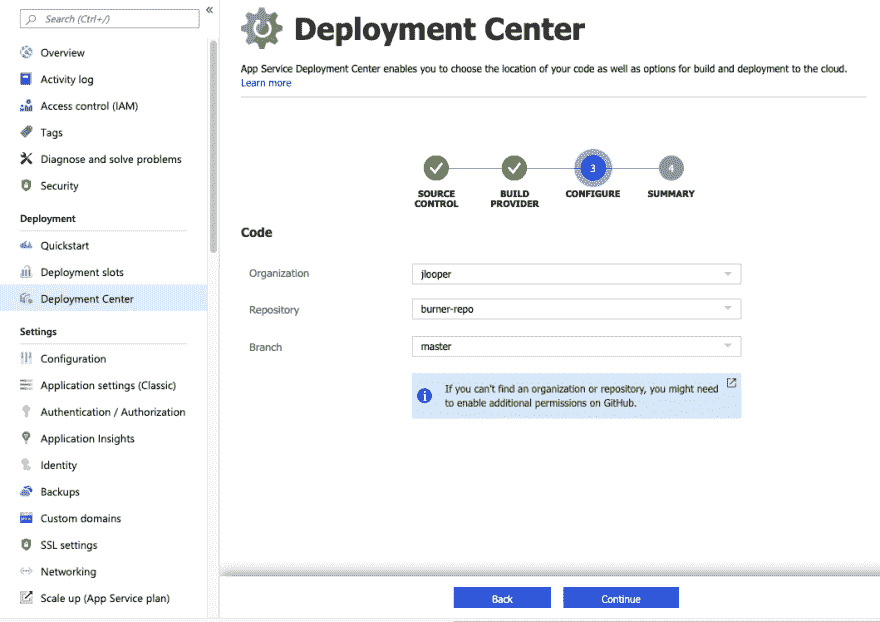 Search (Ctrl+/)
«
Overview
Activity log
Access control (IAM)
Tags
Diagnose and solve problems
Security
Deployment
Quickstart
Deployment slots
Deployment Center
Settings
Configuration
Application settings (Classic)
Authentication / Authorization
Application Insights
Identity
Backups
Custom domains
SSL settings
Networking
Scale up (App Service plan)
Deployment Center
App Service Deployment Center enables you to choose the location of your code as well as options for build and deployment to the cloud.
Learn more
SOURCE
CONTROL
BUILD
PROVIDER
3
CONFIGURE
4
SUMMARY
Code
Organization
jlooper
Repository
burner-repo
Branch
master
If you can't find an organization or repository, you might need
to enable additional permissions on GitHub.
Back
Continue